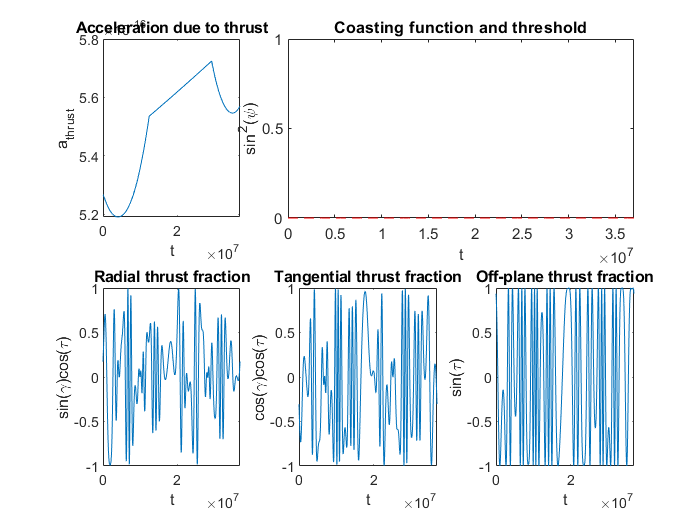 Acceleration due to thrust
5.8
5.6
5.4
5.2
a_thrust
0 2
t
×10^7
Coasting function and threshold
1
0.5
0
sin^2(ψ)
0 0.5 1 1.5 2 2.5 3 3.5
t
×10^7
Radial thrust fraction
1
0.5
0
-0.5
-1
sin(γ)cos(τ)
0 2
t
×10^7
Tangential thrust fraction
1
0.5
0
-0.5
-1
cos(γ)cos(τ)
0 2
t
×10^7
Off-plane thrust fraction
1
0.5
0
-0.5
-1
sin(τ)
0 2
t
×10^7